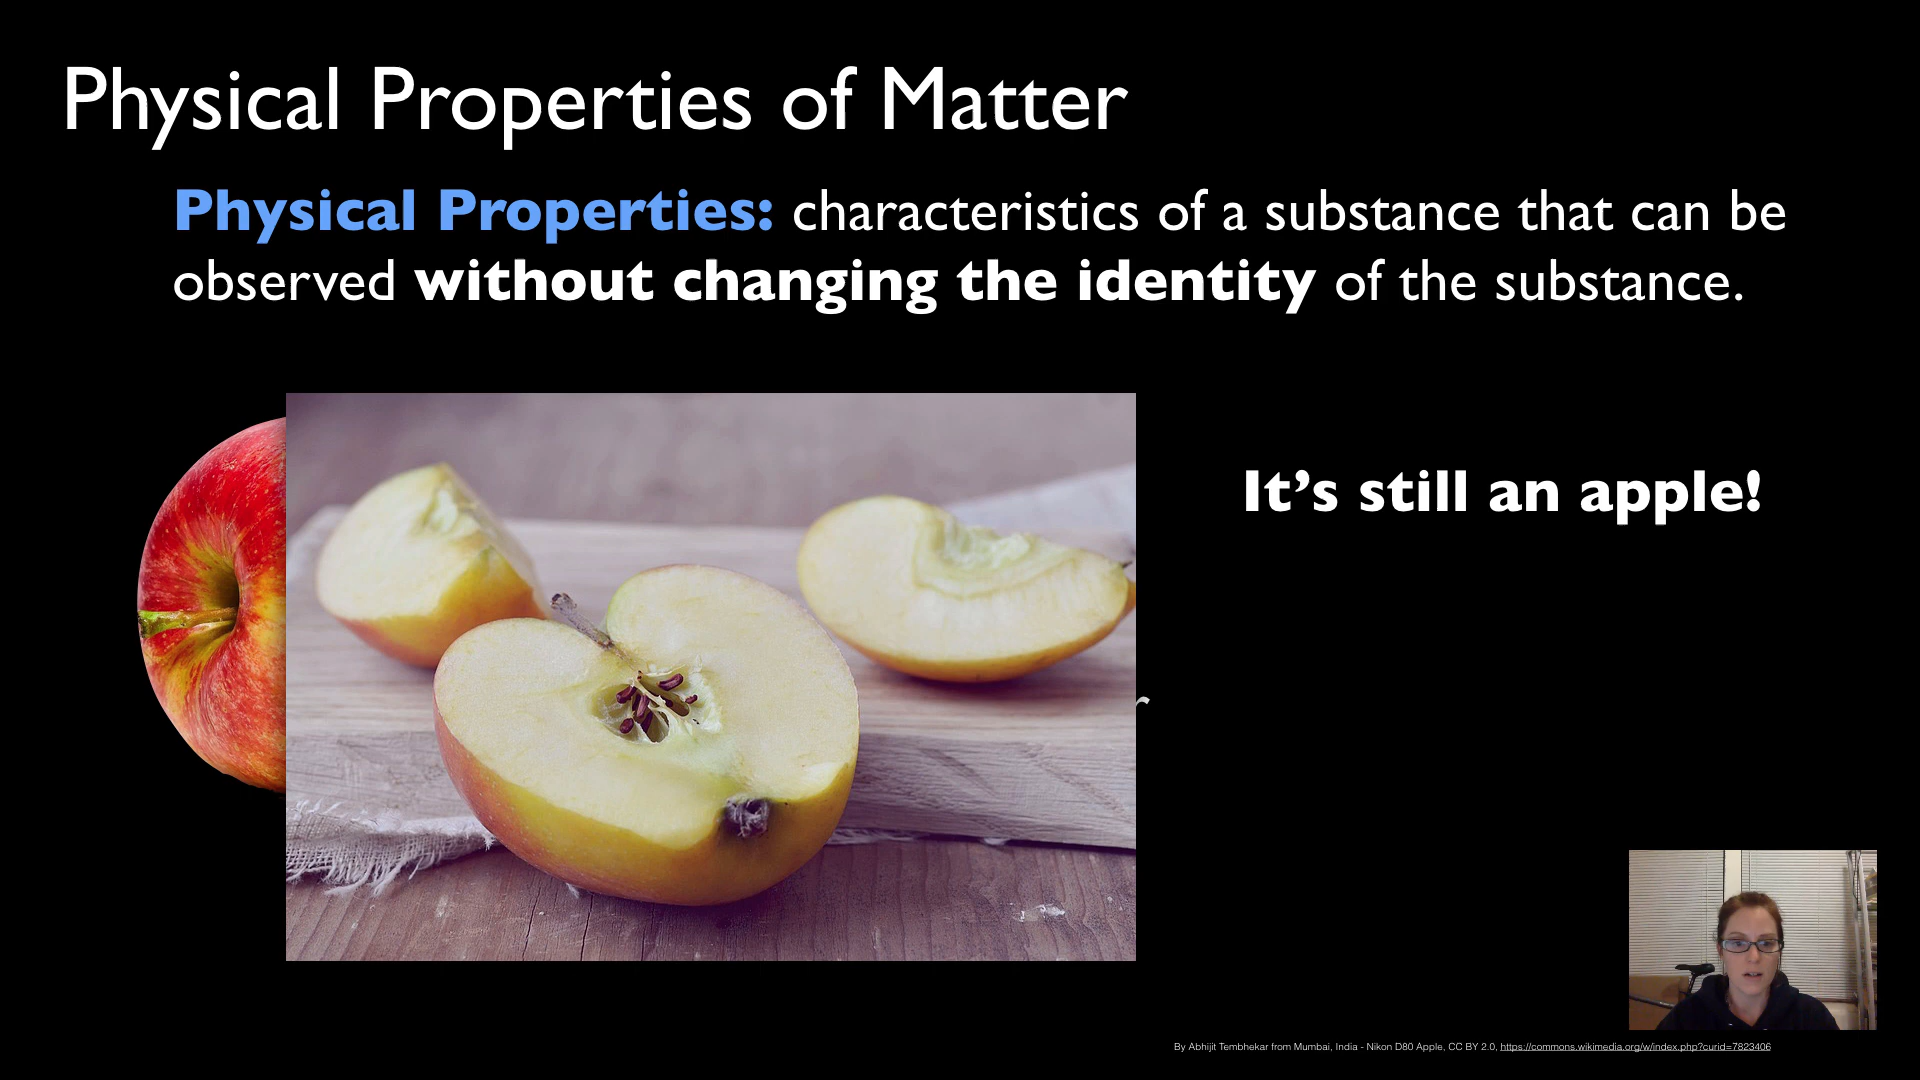 Physical Properties of Matter
Physical Properties: characteristics of a substance that can be
observed without changing the identity of the substance.
It’s still an apple!
By Abhijit Tembhekar from Mumbai, India - Nikon D80 Apple, CC BY 2.0, https://commons.wikimedia.org/w/index.php?curid=7823406